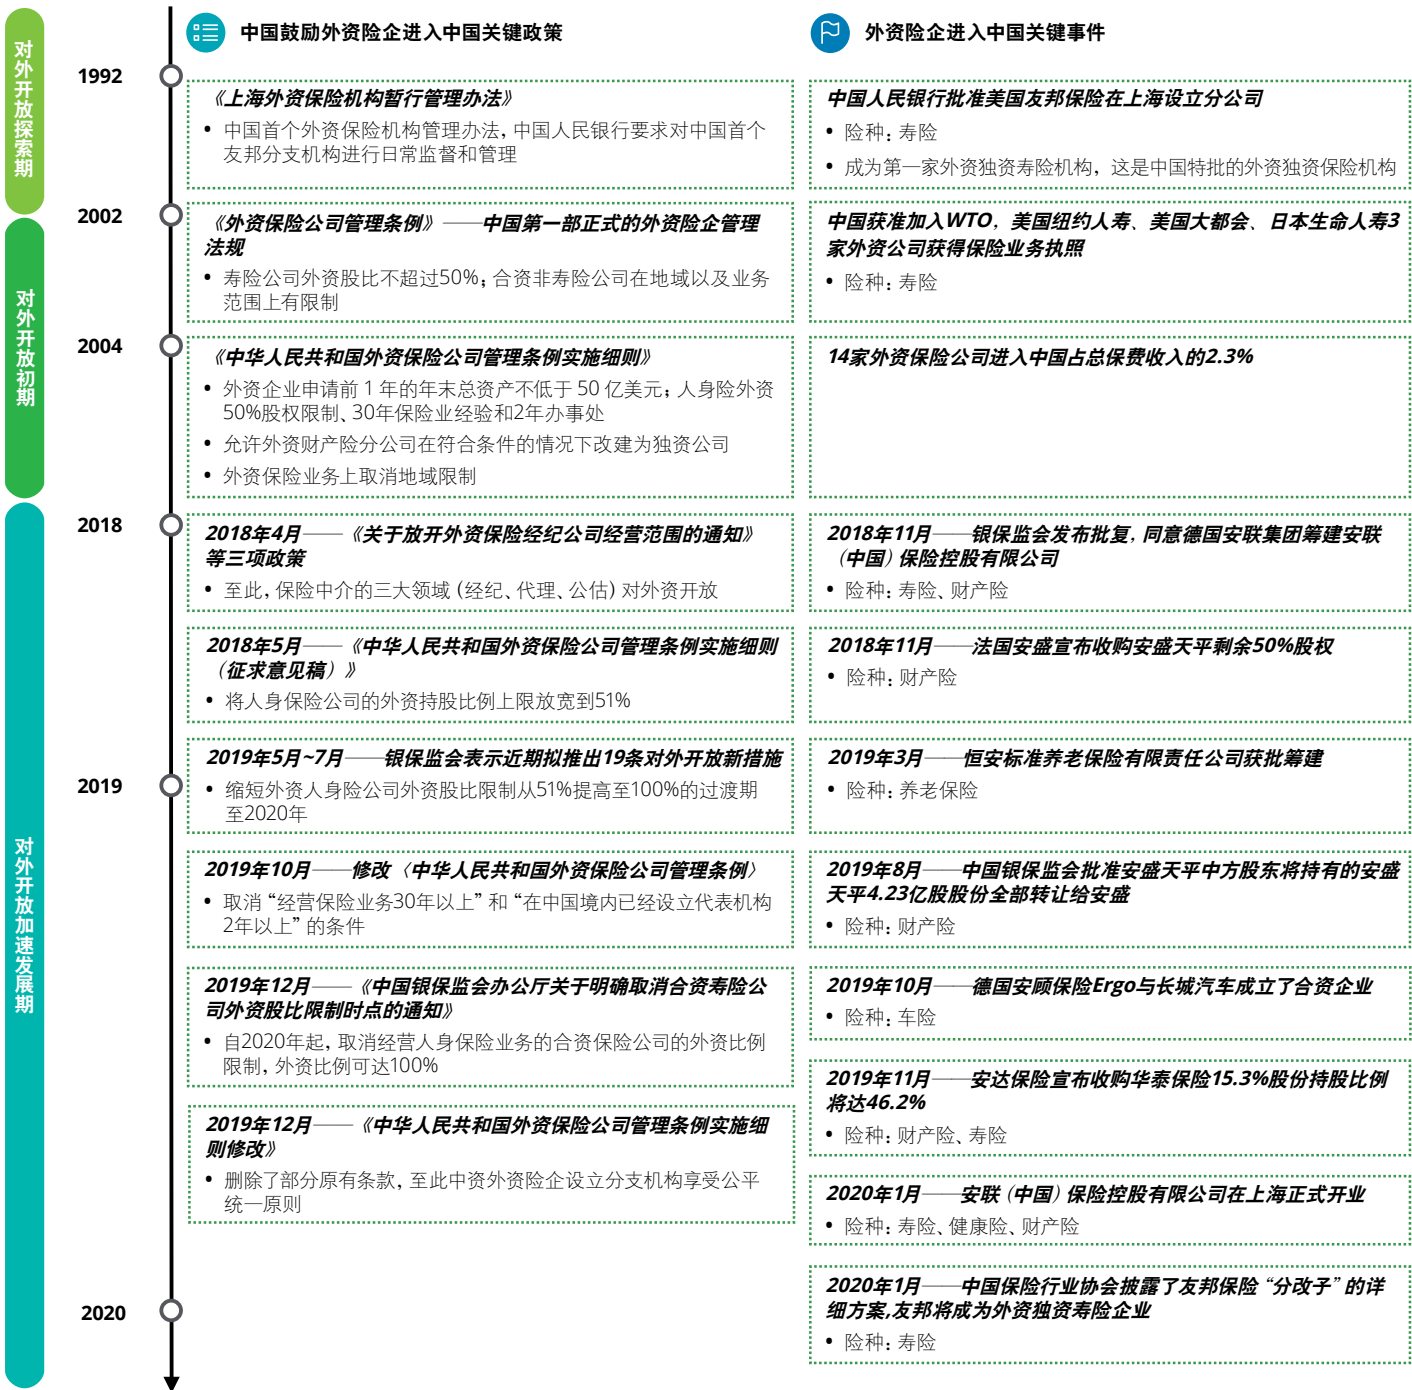 中国鼓励外资险企进入中国关键政策
外资险企进入中国关键事件
对外开放探索期
1992
《上海外资保险机构暂行管理办法》
• 中国首个外资保险机构管理办法，中国人民银行要求对中国首个
友邦分支机构进行日常监督和管理
中国人民银行批准美国友邦保险在上海设立分公司
• 险种：寿险
• 成为第一家外资独资寿险机构，这是中国特批的外资独资保险机构
对外开放初期
2002
《外资保险公司管理条例》——中国第一部正式的外资险企管理
法规
• 寿险公司外资股比不超过50%；合资非寿险公司在地域以及业务
范围上有限制
中国获准加入WTO，美国纽约人寿、美国大都会、日本生命人寿3
家外资公司获得保险业务执照
• 险种：寿险
2004
《中华人民共和国外资保险公司管理条例实施细则》
• 外资企业申请前 1 年的年末总资产不低于 50 亿美元；人身险外资
50%股权限制、30年保险业经验和2年办事处
• 允许外资财产险分公司在符合条件的情况下改建为独资公司
• 外资保险业务上取消地域限制
14家外资保险公司进入中国占总保费收入的2.3%
对外开放加速发展期
2018
2018年4月——《关于放开外资保险经纪公司经营范围的通知》
等三项政策
• 至此，保险中介的三大领域（经纪、代理、公估）对外资开放
2018年5月——《中华人民共和国外资保险公司管理条例实施细则
（征求意见稿）》
• 将人身保险公司的外资持股比例上限放宽到51%
2018年11月——银保监会发布批复，同意德国安联集团筹建安联
（中国）保险控股有限公司
• 险种：寿险、财产险
2018年11月——法国安盛宣布收购安盛天平剩余50%股权
• 险种：财产险
2019
2019年5月~7月——银保监会表示近期拟推出19条对外开放新措施
• 缩短外资人身险公司外资股比限制从51%提高至100%的过渡期
至2020年
2019年10月——修改〈中华人民共和国外资保险公司管理条例〉
• 取消“经营保险业务30年以上”和“在中国境内已经设立代表机构
2年以上”的条件
2019年12月——《中国银保监会办公厅关于明确取消合资寿险公
司外资股比限制时点的通知》
• 自2020年起，取消经营人身保险业务的合资保险公司的外资比例
限制，外资比例可达100%
2019年12月——《中华人民共和国外资保险公司管理条例实施细
则修改》
• 删除了部分原有条款，至此中资外资险企设立分支机构享受公平
统一原则
2019年3月——恒安标准养老保险有限责任公司获批筹建
• 险种：养老保险
2019年8月——中国银保监会批准安盛天平中方股东将持有的安盛
天平4.23亿股股份全部转让给安盛
• 险种：财产险
2019年10月——德国安顾保险Ergo与长城汽车成立了合资企业
• 险种：车险
2019年11月——安达保险宣布收购华泰保险15.3%股份持股比例
将达46.2%
• 险种：财产险、寿险
2020
2020年1月——安联（中国）保险控股有限公司在上海正式开业
• 险种：寿险、健康险、财产险
2020年1月——中国保险行业协会披露了友邦保险“分改子”的详
细方案,友邦将成为外资独资寿险企业
• 险种：寿险